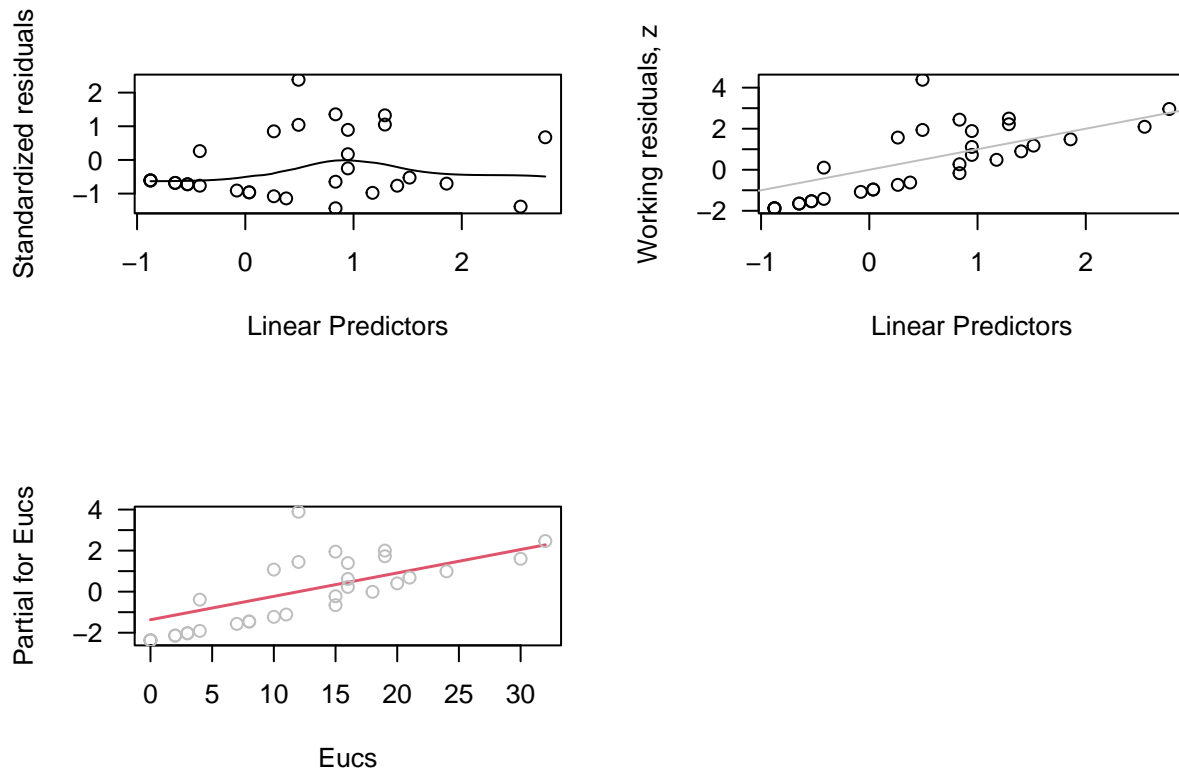 Standardized residuals
2
1
0
−1
−1 0 1 2
Linear Predictors
Working residuals, z
4
2
0
−2
−1 0 1 2
Linear Predictors
Partial for Eucs
4
2
0
−2
0 5 10 15 20 25 30
Eucs